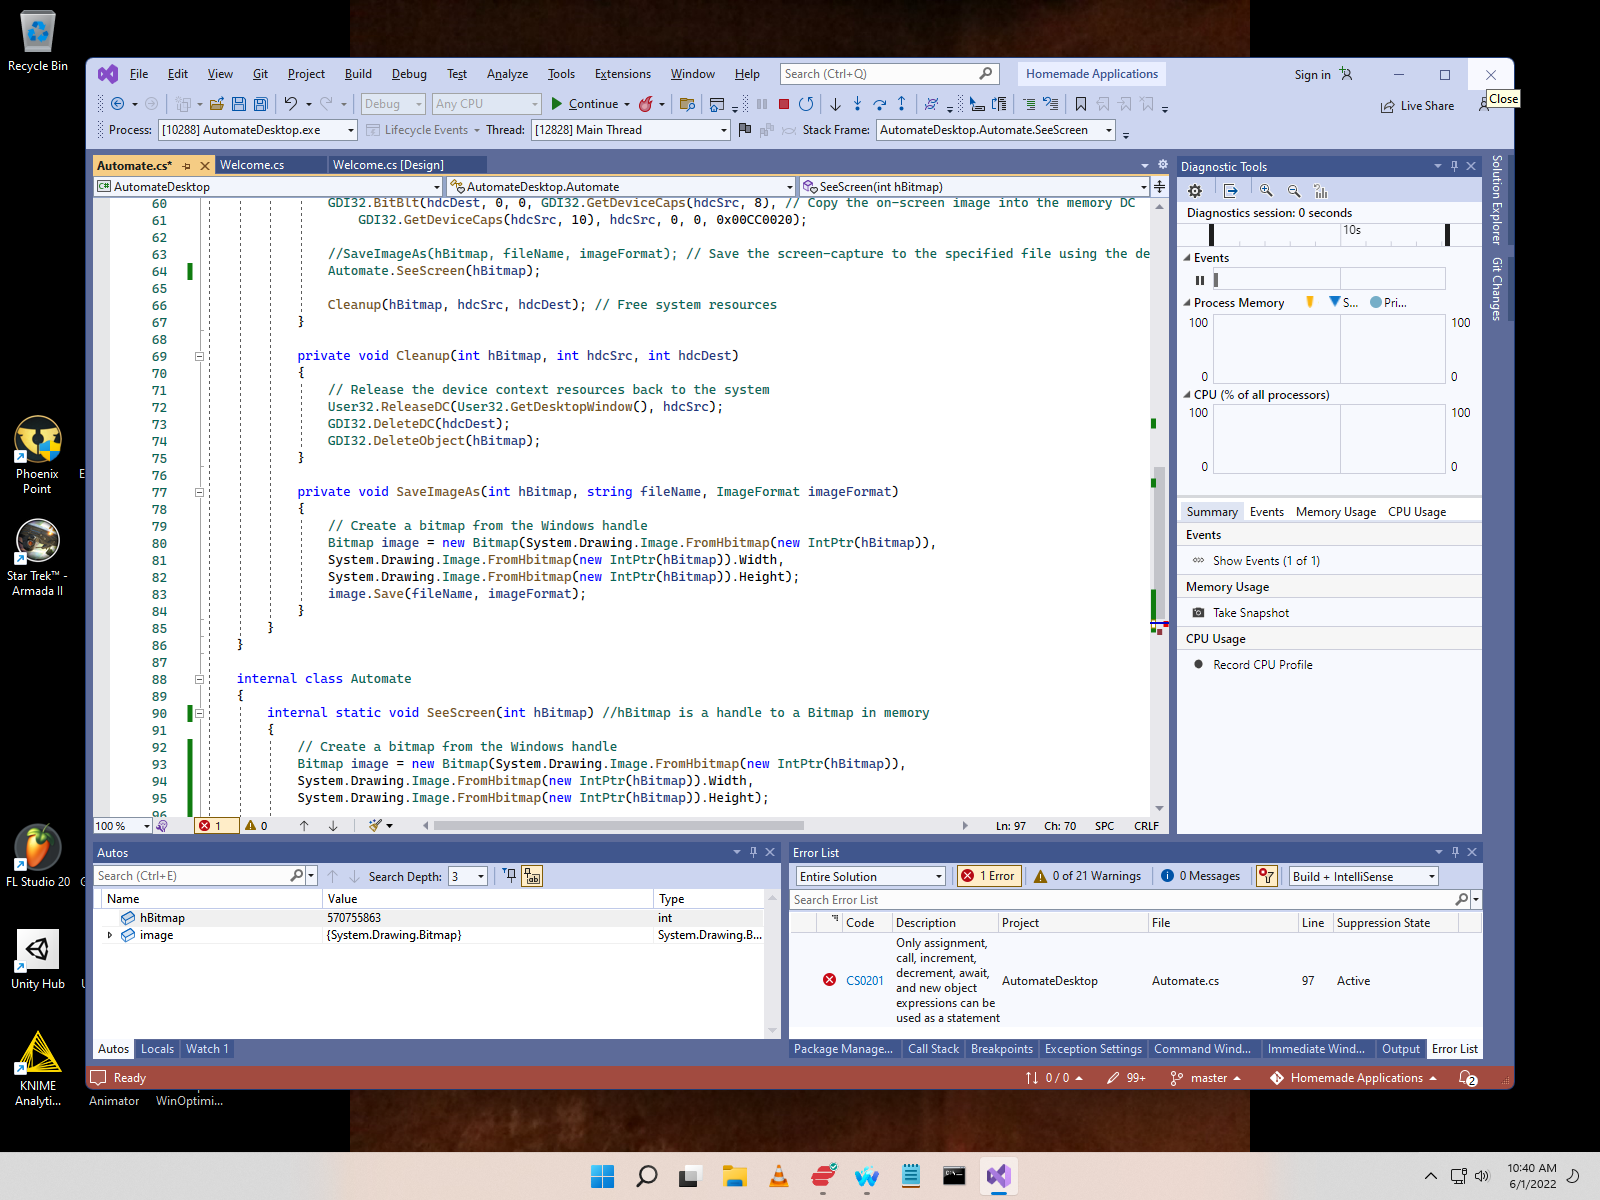 Recycle Bin
Phoenix Point
Star Trek™ - Armada II
FL Studio 20
Unity Hub
KNIME Analyti...
Animator
WinOptimi...
File Edit View Git Project Build Debug Test Analyze Tools Extensions Window Help
Search (Ctrl+Q)
Homemade Applications
Sign in
Close
Debug Any CPU Continue
Live Share
Process: [10288] AutomateDesktop.exe Lifecycle Events Thread: [12828] Main Thread Stack Frame: AutomateDesktop.Automate.SeeScreen
Automate.cs* Welcome.cs Welcome.cs [Design]
AutomateDesktop AutomateDesktop.Automate SeeScreen(int hBitmap)
60 GDI32.BitBlt(hdcDest, 0, 0, GDI32.GetDeviceCaps(hdcSrc, 8), // Copy the on-screen image into the memory DC
61 GDI32.GetDeviceCaps(hdcSrc, 10), hdcSrc, 0, 0, 0x00CC0020);
62
63 //SaveImageAs(hBitmap, fileName, imageFormat); // Save the screen-capture to the specified file using the de
64 Automate.SeeScreen(hBitmap);
65
66 Cleanup(hBitmap, hdcSrc, hdcDest); // Free system resources
67 }
68
69 private void Cleanup(int hBitmap, int hdcSrc, int hdcDest)
70 {
71 // Release the device context resources back to the system
72 User32.ReleaseDC(User32.GetDesktopWindow(), hdcSrc);
73 GDI32.DeleteDC(hdcDest);
74 GDI32.DeleteObject(hBitmap);
75 }
76
77 private void SaveImageAs(int hBitmap, string fileName, ImageFormat imageFormat)
78 {
79 // Create a bitmap from the Windows handle
80 Bitmap image = new Bitmap(System.Drawing.Image.FromHbitmap(new IntPtr(hBitmap)),
81 System.Drawing.Image.FromHbitmap(new IntPtr(hBitmap)).Width,
82 System.Drawing.Image.FromHbitmap(new IntPtr(hBitmap)).Height);
83 image.Save(fileName, imageFormat);
84 }
85 }
86 }
87
88 internal class Automate
89 {
90 internal static void SeeScreen(int hBitmap) //hBitmap is a handle to a Bitmap in memory
91 {
92 // Create a bitmap from the Windows handle
93 Bitmap image = new Bitmap(System.Drawing.Image.FromHbitmap(new IntPtr(hBitmap)),
94 System.Drawing.Image.FromHbitmap(new IntPtr(hBitmap)).Width,
95 System.Drawing.Image.FromHbitmap(new IntPtr(hBitmap)).Height);
96
100 % 1 0 Ln: 97 Ch: 70 SPC CRLF
Diagnostic Tools
Diagnostics session: 0 seconds
10s
Events
Process Memory S... Pri...
100 100
0 0
CPU (% of all processors)
100 100
0 0
Summary Events Memory Usage CPU Usage
Events
Show Events (1 of 1)
Memory Usage
Take Snapshot
CPU Usage
Record CPU Profile
Solution Explorer
Git Changes
Autos
Search (Ctrl+E) Search Depth: 3
Name Value Type
hBitmap 570755863 int
image {System.Drawing.Bitmap} System.Drawing.B...
Autos Locals Watch 1
Error List
Entire Solution 1 Error 0 of 21 Warnings 0 Messages Build + IntelliSense
Search Error List
Code Description Project File Line Suppression State
CS0201 Only assignment, call, increment, decrement, await, and new object expressions can be used as a statement AutomateDesktop Automate.cs 97 Active
Package Manage... Call Stack Breakpoints Exception Settings Command Wind... Immediate Wind... Output Error List
Ready 0 / 0 99+ master Homemade Applications 2
10:40 AM
6/1/2022